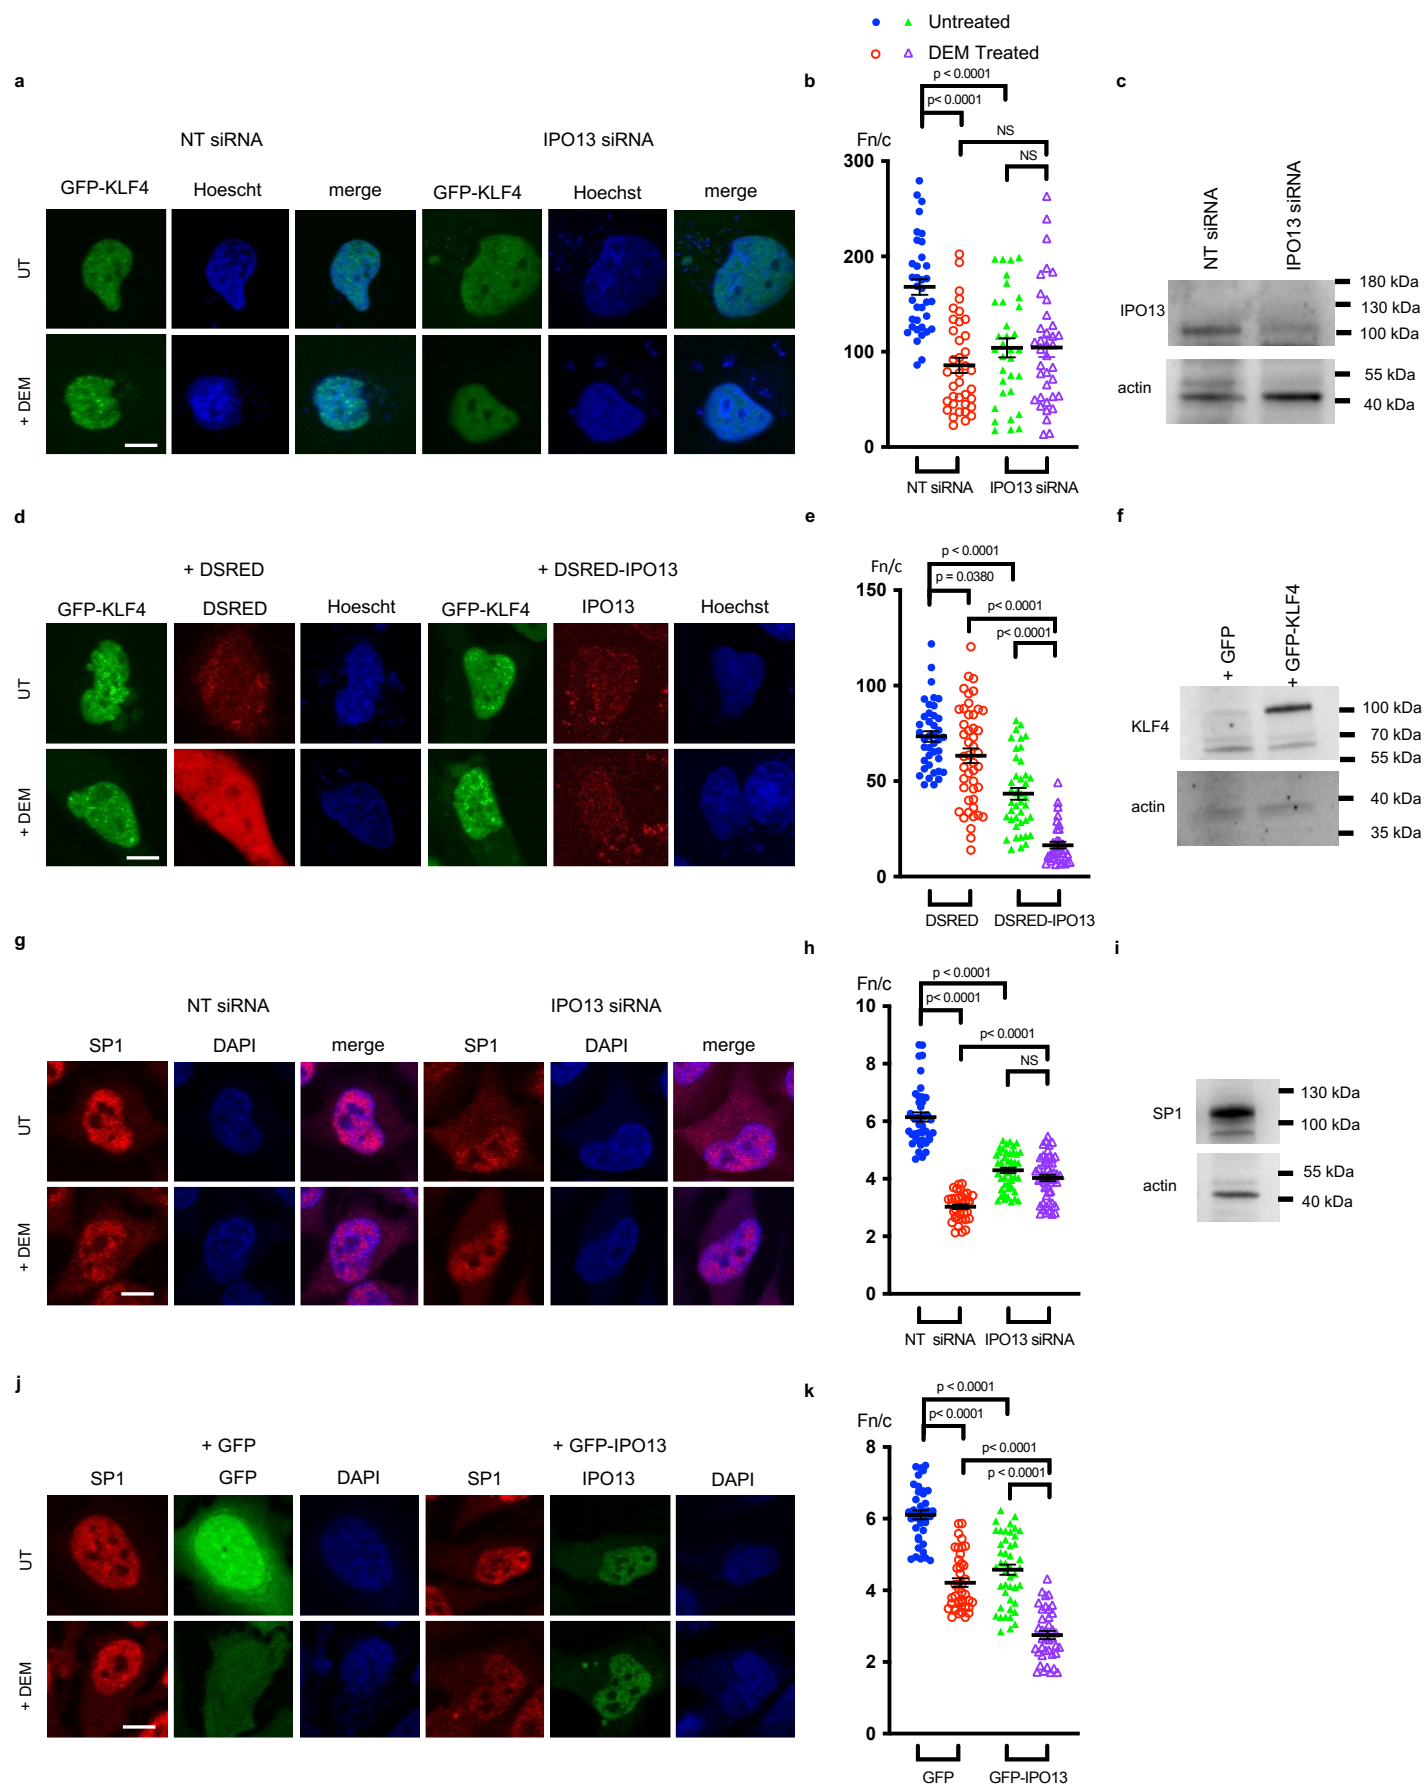 Untreated
DEM Treated
a
b
c
p < 0.0001
p< 0.0001
NS
NS
Fn/c
300
200
100
0
NT siRNA IPO13 siRNA
NT siRNA IPO13 siRNA
GFP-KLF4 Hoescht merge GFP-KLF4 Hoechst merge
UT
+ DEM
NT siRNA
IPO13 siRNA
IPO13
180 kDa
130 kDa
100 kDa
actin
55 kDa
40 kDa
d
e
f
+ DSRED + DSRED-IPO13
GFP-KLF4 DSRED Hoescht GFP-KLF4 IPO13 Hoechst
UT
+ DEM
p < 0.0001
p = 0.0380
p< 0.0001
p< 0.0001
Fn/c
150
100
50
0
DSRED DSRED-IPO13
+ GFP
+ GFP-KLF4
KLF4
100 kDa
70 kDa
55 kDa
actin
40 kDa
35 kDa
g
h
i
NT siRNA IPO13 siRNA
SP1 DAPI merge SP1 DAPI merge
UT
+ DEM
p < 0.0001
p< 0.0001
p< 0.0001
NS
Fn/c
10
8
6
4
2
0
NT siRNA IPO13 siRNA
SP1
130 kDa
100 kDa
actin
55 kDa
40 kDa
j
k
+ GFP + GFP-IPO13
SP1 GFP DAPI SP1 IPO13 DAPI
UT
+ DEM
p < 0.0001
p< 0.0001
p< 0.0001
p < 0.0001
Fn/c
8
6
4
2
0
GFP GFP-IPO13